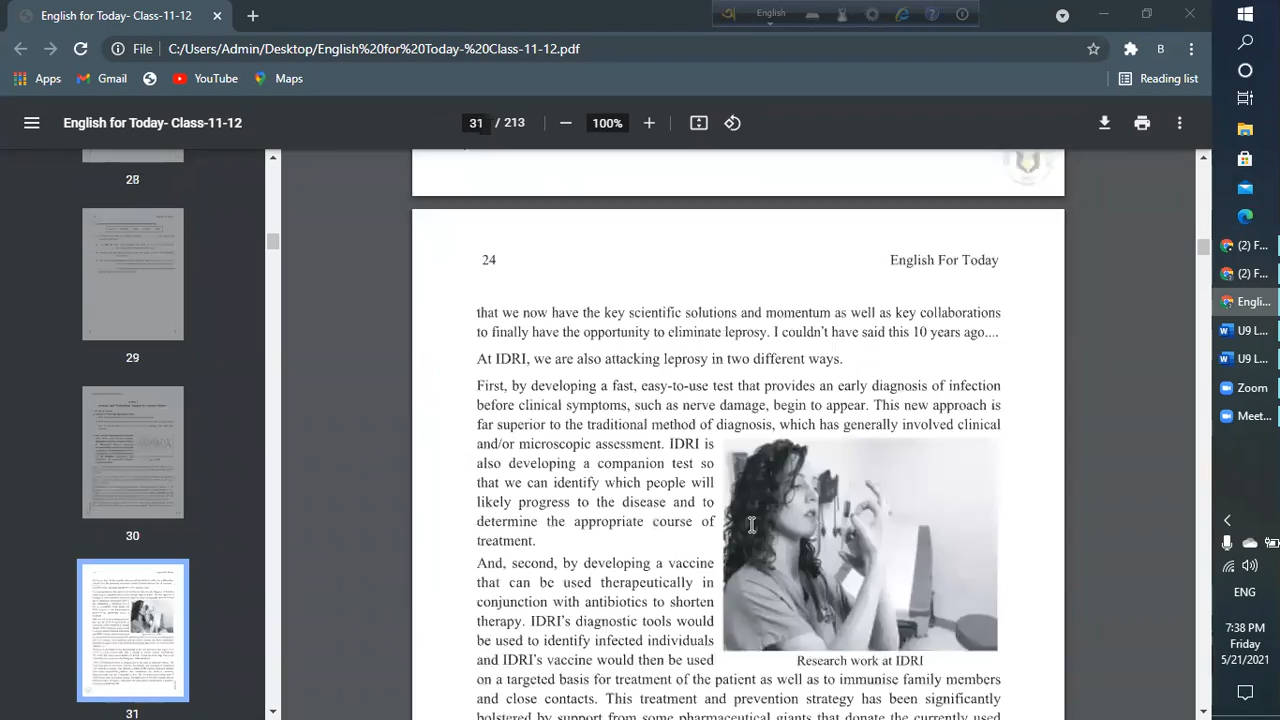 English for Today- Class-11-12
English
File C:/Users/Admin/Desktop/English%20for%20Today-%20Class-11-12.pdf
B
Apps Gmail YouTube Maps Reading list
English for Today- Class-11-12
31 / 213
100%
28
29
30
31
24 English For Today
that we now have the key scientific solutions and momentum as well as key collaborations
to finally have the opportunity to eliminate leprosy. I couldn't have said this 10 years ago....
At IDRI, we are also attacking leprosy in two different ways.
First, by developing a fast, easy-to-use test that provides an early diagnosis of infection
before clinical symptoms, such as nerve damage, begin to appear. This new approach is
far superior to the traditional method of diagnosis, which has generally involved clinical
and/or microscopic assessment. IDRI is
also developing a companion test so
that we can identify which people will
likely progress to the disease and to
determine the appropriate course of
treatment.
And, second, by developing a vaccine
that can be used therapeutically in
conjunction with antibiotics to shorten
therapy.
diagnostic tools would
be used to identify infected individuals
and IDRI's vaccine would then be used
Research work at IDRI
on a targeted basis for treatment of the patient as well as to immunise family members
and close contacts. This treatment and prevention strategy has been significantly
bolstered by support from some pharmaceutical giants that donate the currently used
(2) F...
(2) F...
Engli...
U9 L...
U9 L...
Zoom
Meet...
ENG
7:38 PM
Friday
5/21/2021